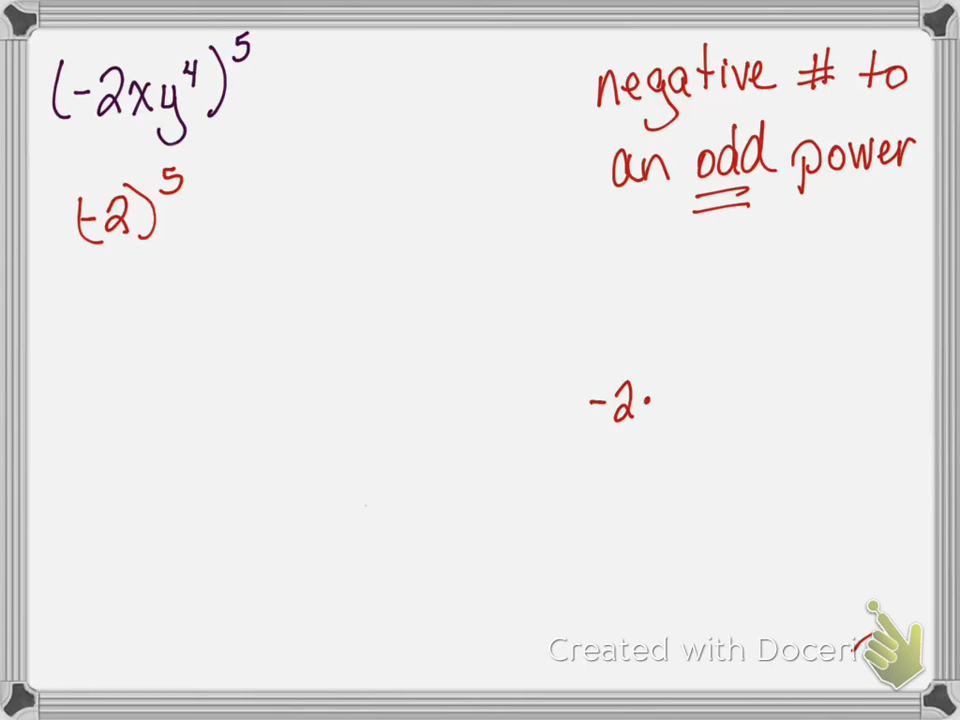 (-2xy⁴)⁵
negative # to
an odd power
(-2)⁵
-2·
Created with Doceri